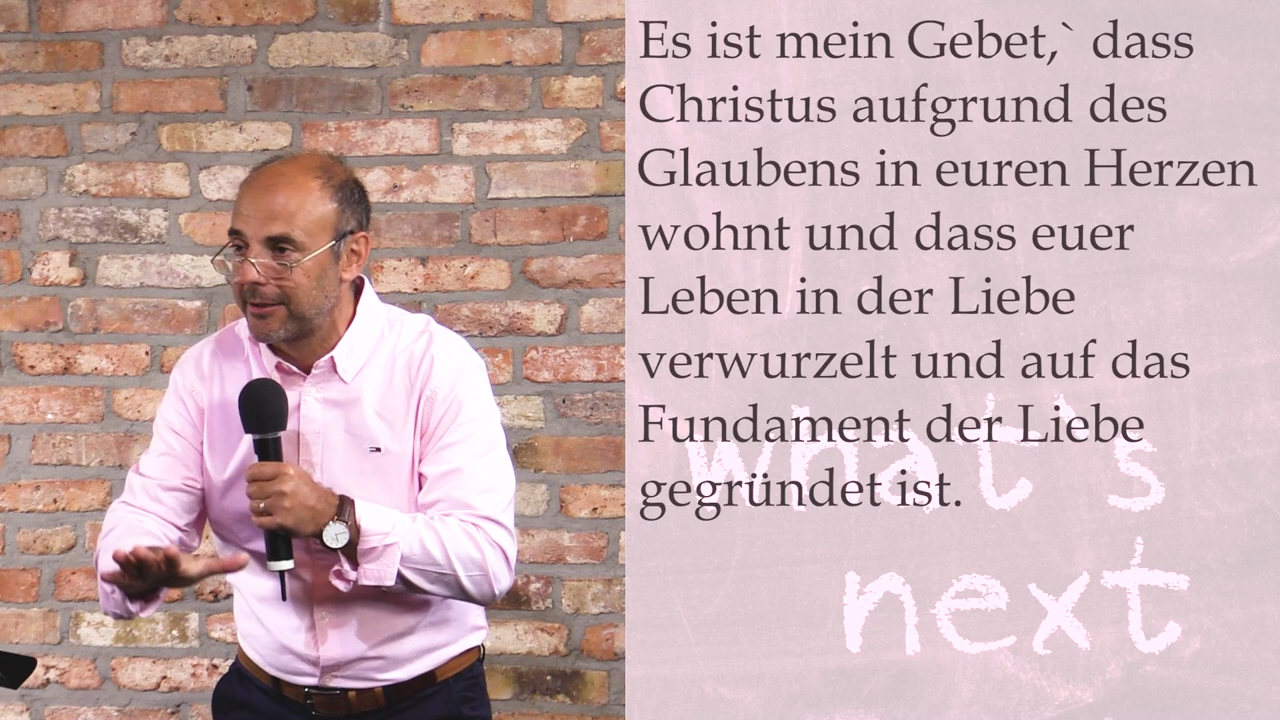 Es ist mein Gebet,` dass
Christus aufgrund des
Glaubens in euren Herzen
wohnt und dass euer
Leben in der Liebe
verwurzelt und auf das
Fundament der Liebe
gegründet ist.
what's
next